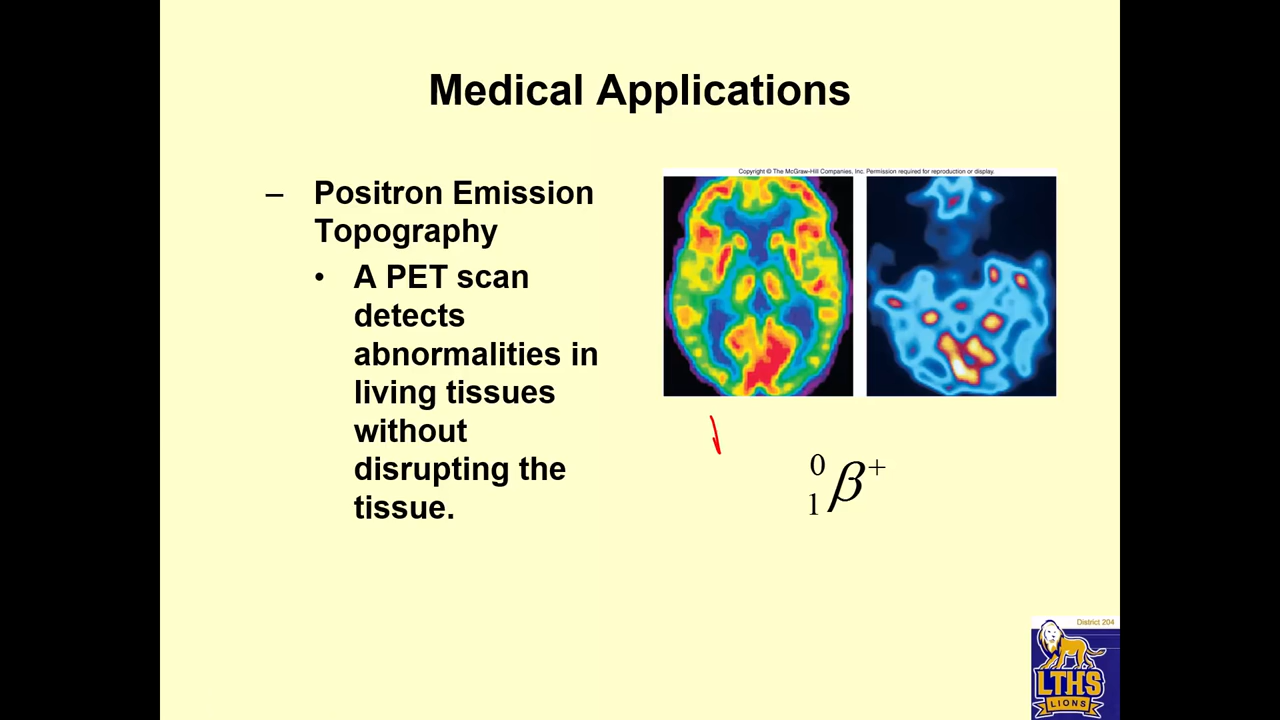 Medical Applications
– Positron Emission
Topography
• A PET scan
detects
abnormalities in
living tissues
without
disrupting the
tissue.
Copyright © The McGraw-Hill Companies, Inc. Permission required for reproduction or display.
0
1 β+
District 204
LTHS
LIONS